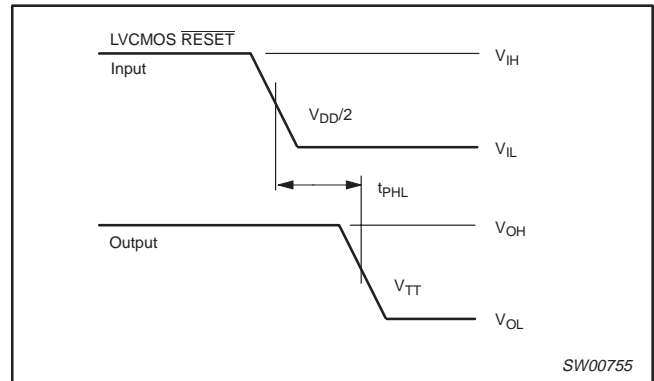 LVCMOS RESET
Input
V_IH
V_DD/2
V_IL
t_PHL
V_OH
Output
V_TT
V_OL
SW00755